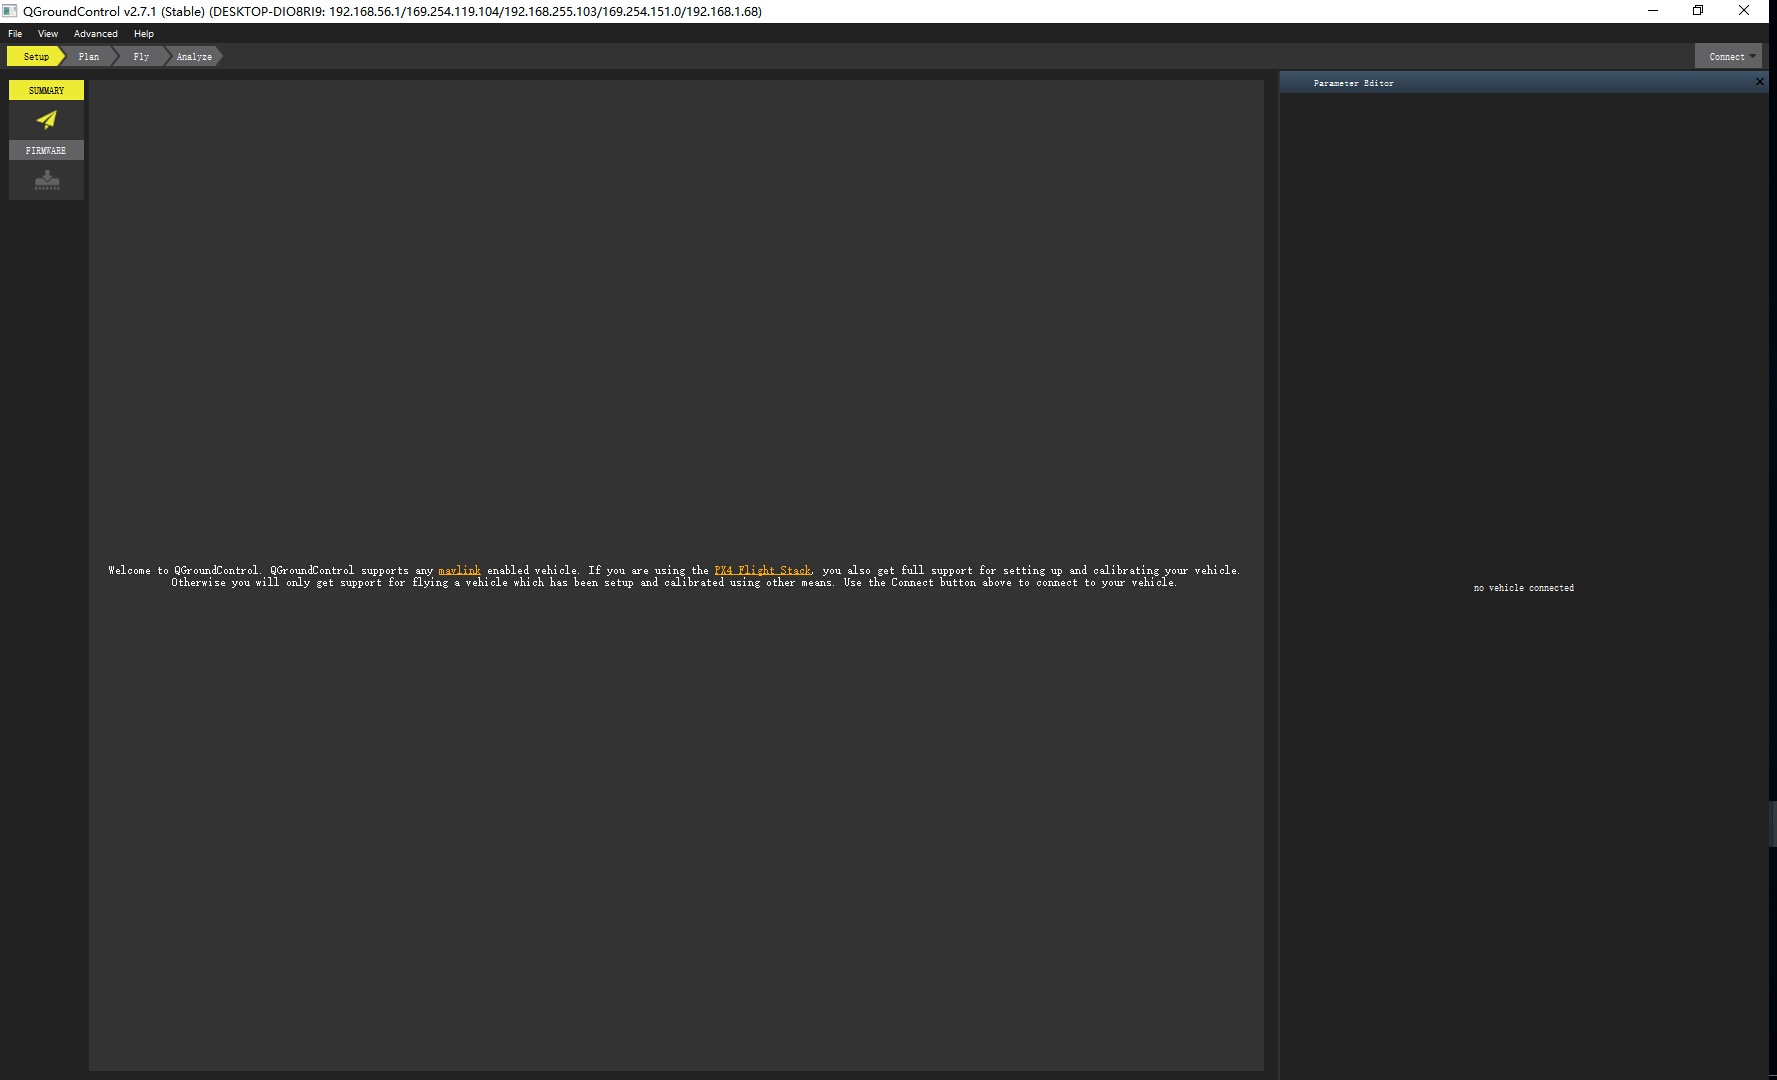 QGroundControl v2.7.1 (Stable) (DESKTOP-DIO8RI9: 192.168.56.1/169.254.119.104/192.168.255.103/169.254.151.0/192.168.1.68)
File View Advanced Help
Setup Plan Fly Analyze Connect
SUMMARY
Parameter Editor
FIRMWARE
Welcome to QGroundControl. QGroundControl supports any mavlink enabled vehicle. If you are using the PX4 Flight Stack, you also get full support for setting up and calibrating your vehicle.
Otherwise you will only get support for flying a vehicle which has been setup and calibrated using other means. Use the Connect button above to connect to your vehicle.
no vehicle connected